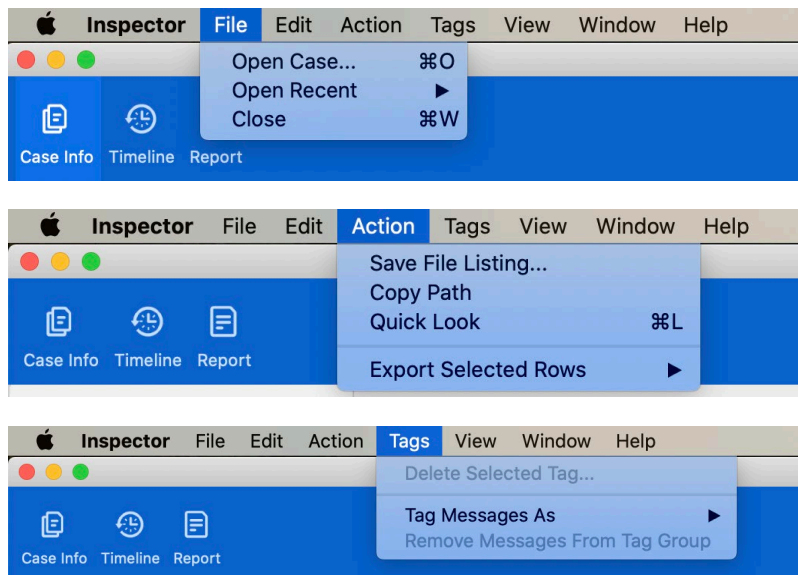 Inspector File Edit Action Tags View Window Help
Open Case... ⌘O
Open Recent ▶
Close ⌘W
Case Info Timeline Report
Inspector File Edit Action Tags View Window Help
Save File Listing...
Copy Path
Quick Look ⌘L
Export Selected Rows ▶
Case Info Timeline Report
Inspector File Edit Action Tags View Window Help
Delete Selected Tag...
Tag Messages As ▶
Remove Messages From Tag Group
Case Info Timeline Report